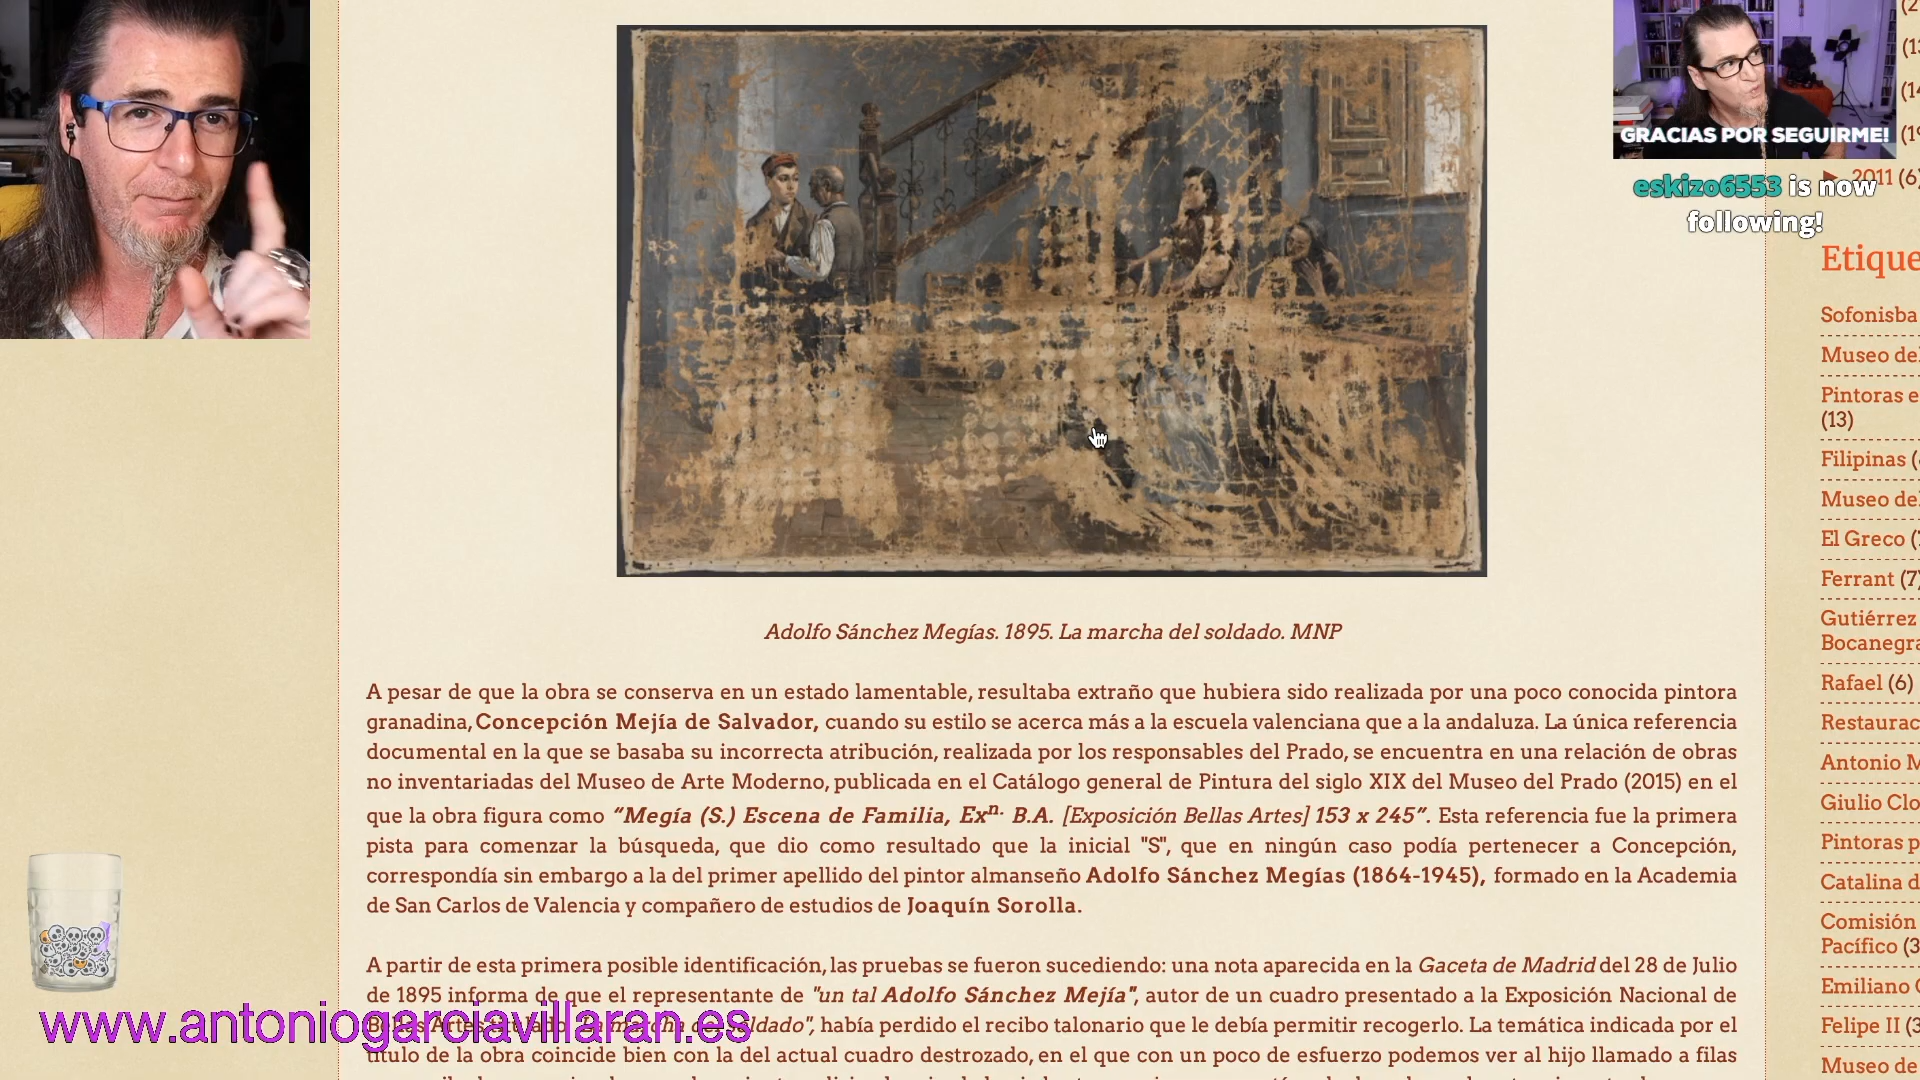 GRACIAS POR SEGUIRME!
eskizo6553 is now
following!
2011 (6)
Etique
Sofonisba
Museo del
Pintoras e
(13)
Filipinas
Museo del
El Greco
Ferrant (7)
Gutiérrez
Bocanegra
Rafael (6)
Restaurac
Antonio M
Giulio Clo
Pintoras p
Catalina d
Comisión
Pacífico (3
Emiliano
Felipe II (3
Museo de
Adolfo Sánchez Megías. 1895. La marcha del soldado. MNP
A pesar de que la obra se conserva en un estado lamentable, resultaba extraño que hubiera sido realizada por una poco conocida pintora
granadina, Concepción Mejía de Salvador, cuando su estilo se acerca más a la escuela valenciana que a la andaluza. La única referencia
documental en la que se basaba su incorrecta atribución, realizada por los responsables del Prado, se encuentra en una relación de obras
no inventariadas del Museo de Arte Moderno, publicada en el Catálogo general de Pintura del siglo XIX del Museo del Prado (2015) en el
que la obra figura como “Megía (S.) Escena de Familia, Exn. B.A. [Exposición Bellas Artes] 153 x 245”. Esta referencia fue la primera
pista para comenzar la búsqueda, que dio como resultado que la inicial "S", que en ningún caso podía pertenecer a Concepción,
correspondía sin embargo a la del primer apellido del pintor almanseño Adolfo Sánchez Megías (1864-1945), formado en la Academia
de San Carlos de Valencia y compañero de estudios de Joaquín Sorolla.
A partir de esta primera posible identificación, las pruebas se fueron sucediendo: una nota aparecida en la Gaceta de Madrid del 28 de Julio
de 1895 informa de que el representante de "un tal Adolfo Sánchez Mejía", autor de un cuadro presentado a la Exposición Nacional de
Bellas Artes titulado "La marcha del soldado", había perdido el recibo talonario que le debía permitir recogerlo. La temática indicada por el
título de la obra coincide bien con la del actual cuadro destrozado, en el que con un poco de esfuerzo podemos ver al hijo llamado a filas
www.antoniogarciavillaran.es